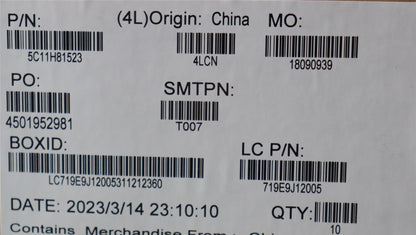 P/N: (4L)Origin: China MO:
5C11H81523 4LCN 18090939
PO: SMTPN:
4501952981 T007
BOXID: LC P/N:
LC719E9J12005311212360 719E9J12005
DATE: 2023/3/14 23:10:10 QTY:
10
Contains Merchandise From :